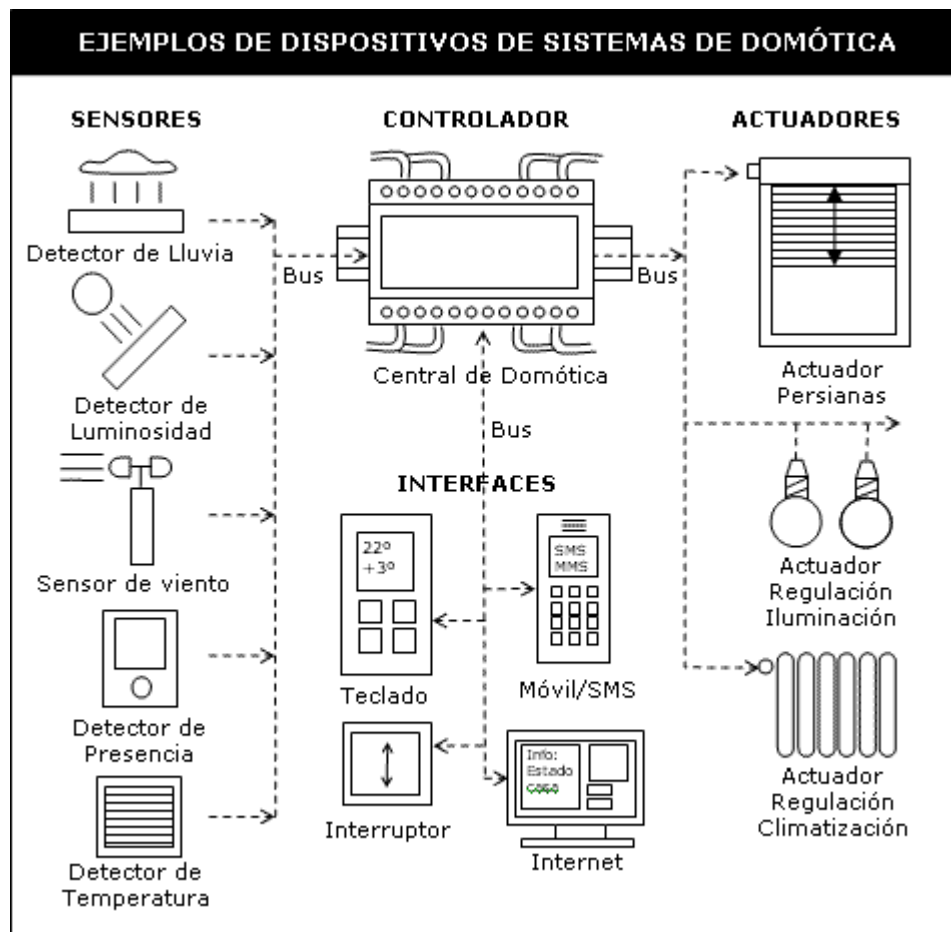 EJEMPLOS DE DISPOSITIVOS DE SISTEMAS DE DOMÓTICA
SENSORES
Detector de Lluvia
Detector de
Luminosidad
Sensor de viento
Detector de
Presencia
Detector de
Temperatura
CONTROLADOR
Bus
Bus
Central de Domótica
Bus
INTERFACES
22º
+3º
Teclado
SMS
MMS
Móvil/SMS
Interruptor
Info:
Estado
casa
Internet
ACTUADORES
Actuador
Persianas
Actuador
Regulación
Iluminación
Actuador
Regulación
Climatización